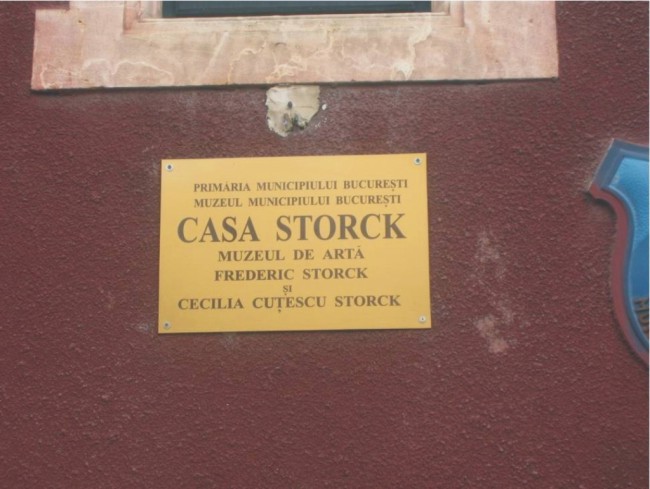 PRIMĂRIA MUNICIPIULUI BUCUREȘTI
MUZEUL MUNICIPIULUI BUCUREȘTI
CASA STORCK
MUZEUL DE ARTĂ
FREDERIC STORCK
ȘI
CECILIA CUȚESCU STORCK